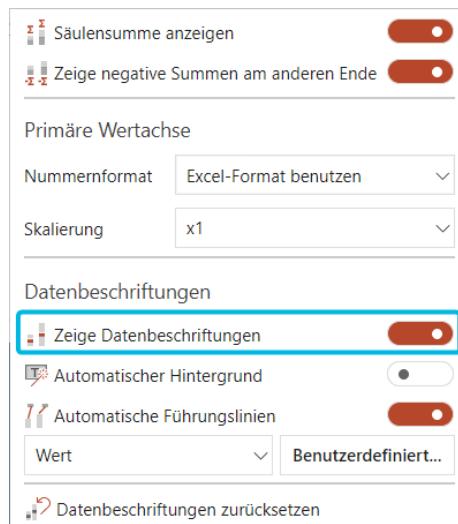 Säulensumme anzeigen
Zeige negative Summen am anderen Ende
Primäre Wertachse
Nummernformat Excel-Format benutzen
Skalierung x1
Datenbeschriftungen
Zeige Datenbeschriftungen
Automatischer Hintergrund
Automatische Führungslinien
Wert Benutzerdefiniert...
Datenbeschriftungen zurücksetzen